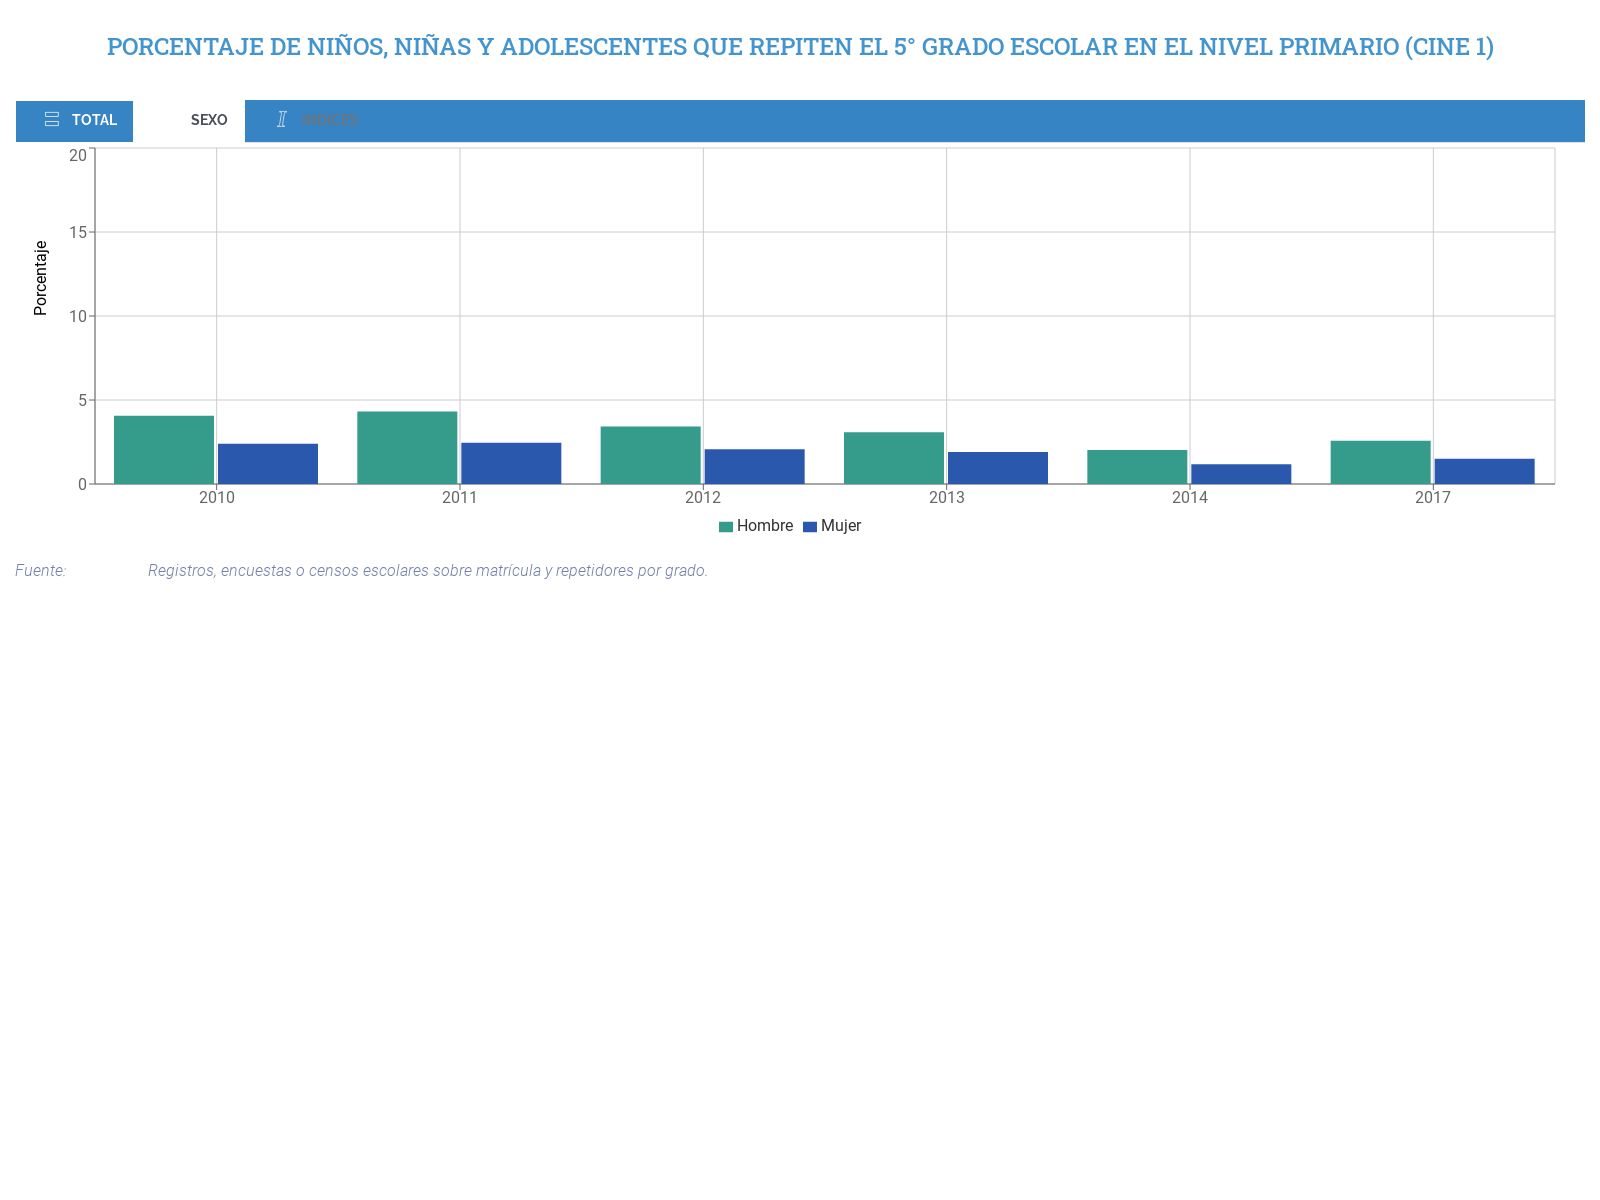 PORCENTAJE DE NIÑOS, NIÑAS Y ADOLESCENTES QUE REPITEN EL 5° GRADO ESCOLAR EN EL NIVEL PRIMARIO (CINE 1)
TOTAL SEXO INDICES
20
15
10
5
0
Porcentaje
2010 2011 2012 2013 2014 2017
Hombre Mujer
Fuente: Registros, encuestas o censos escolares sobre matrícula y repetidores por grado.